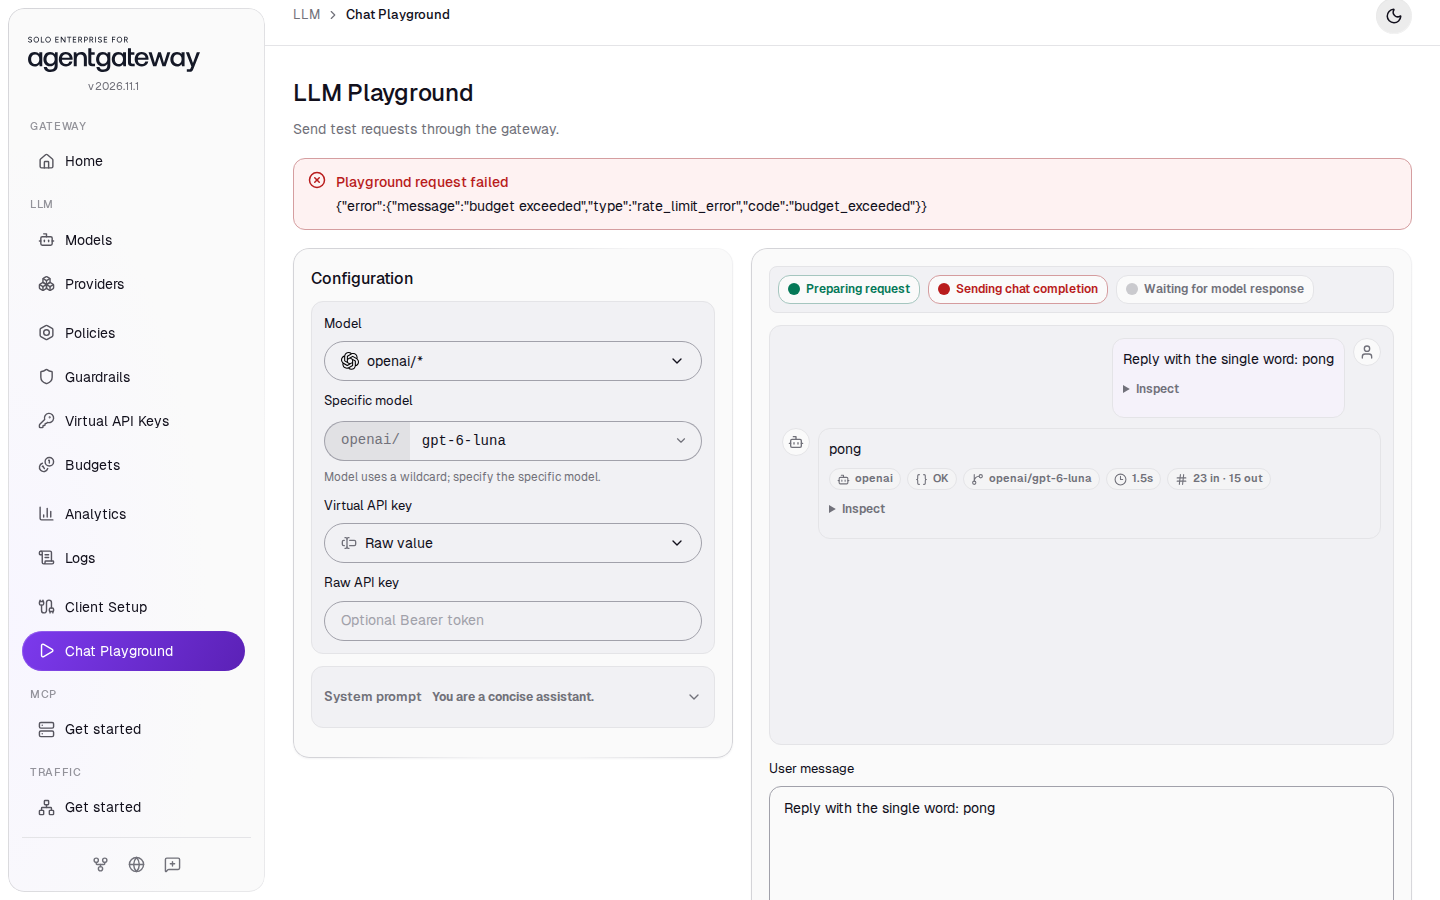 SOLO ENTERPRISE FOR
agentgateway
v2026.11.1
GATEWAY
Home
LLM
Models
Providers
Policies
Guardrails
Virtual API Keys
Budgets
Analytics
Logs
Client Setup
Chat Playground
MCP
Get started
TRAFFIC
Get started
LLM > Chat Playground
LLM Playground
Send test requests through the gateway.
Playground request failed
{"error":{"message":"budget exceeded","type":"rate_limit_error","code":"budget_exceeded"}}
Configuration
Model
openai/*
Specific model
openai/ gpt-6-luna
Model uses a wildcard; specify the specific model.
Virtual API key
Raw value
Raw API key
Optional Bearer token
System prompt You are a concise assistant.
Preparing request Sending chat completion Waiting for model response
Reply with the single word: pong
Inspect
pong
openai {} OK openai/gpt-6-luna 1.5s # 23 in · 15 out
Inspect
User message
Reply with the single word: pong